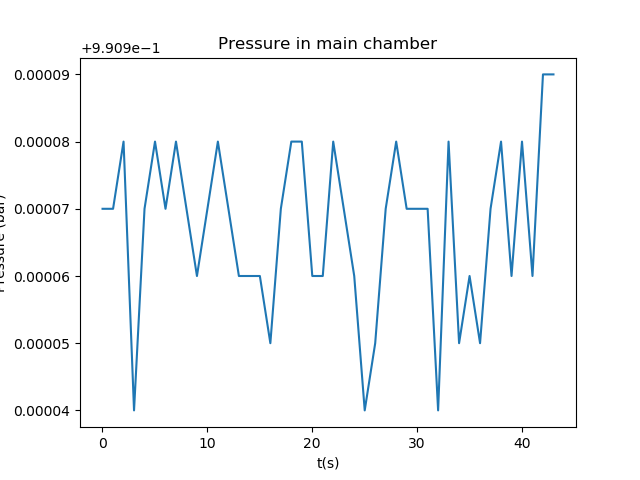 Pressure in main chamber
+9.909e−1
0.00009
0.00008
0.00007
0.00006
0.00005
0.00004
Pressure (bar)
0 10 20 30 40
t(s)